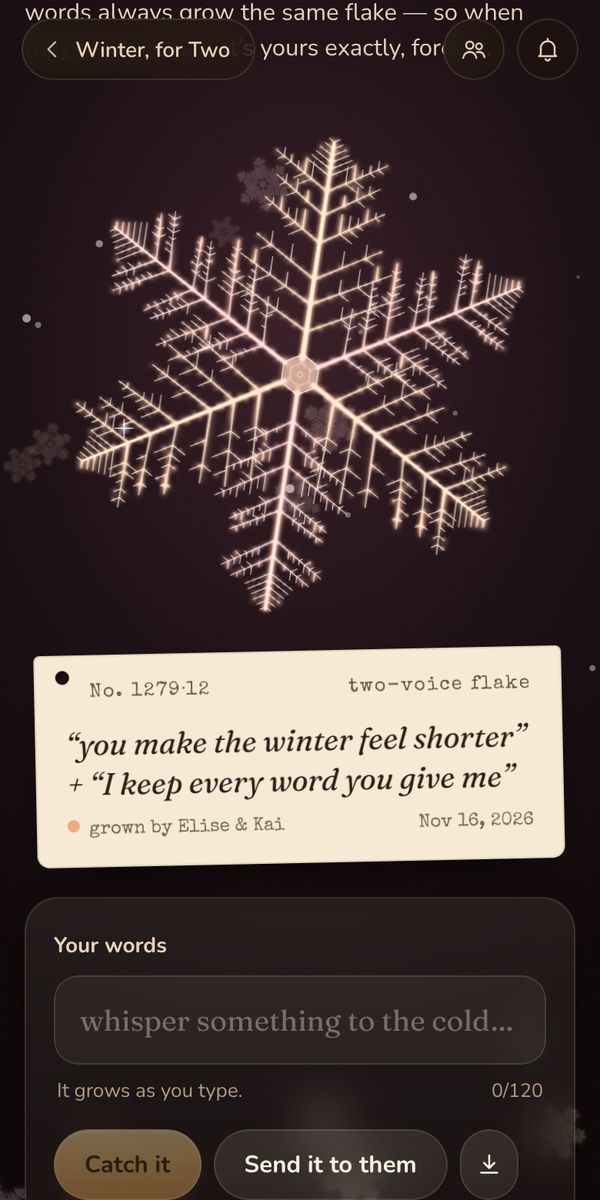 words always grow the same flake — so when
Winter, for Two
yours exactly,
No. 1279·12
two-voice flake
“you make the winter feel shorter”
+ “I keep every word you give me”
grown by Elise & Kai
Nov 16, 2026
Your words
whisper something to the cold...
It grows as you type.
0/120
Catch it
Send it to them